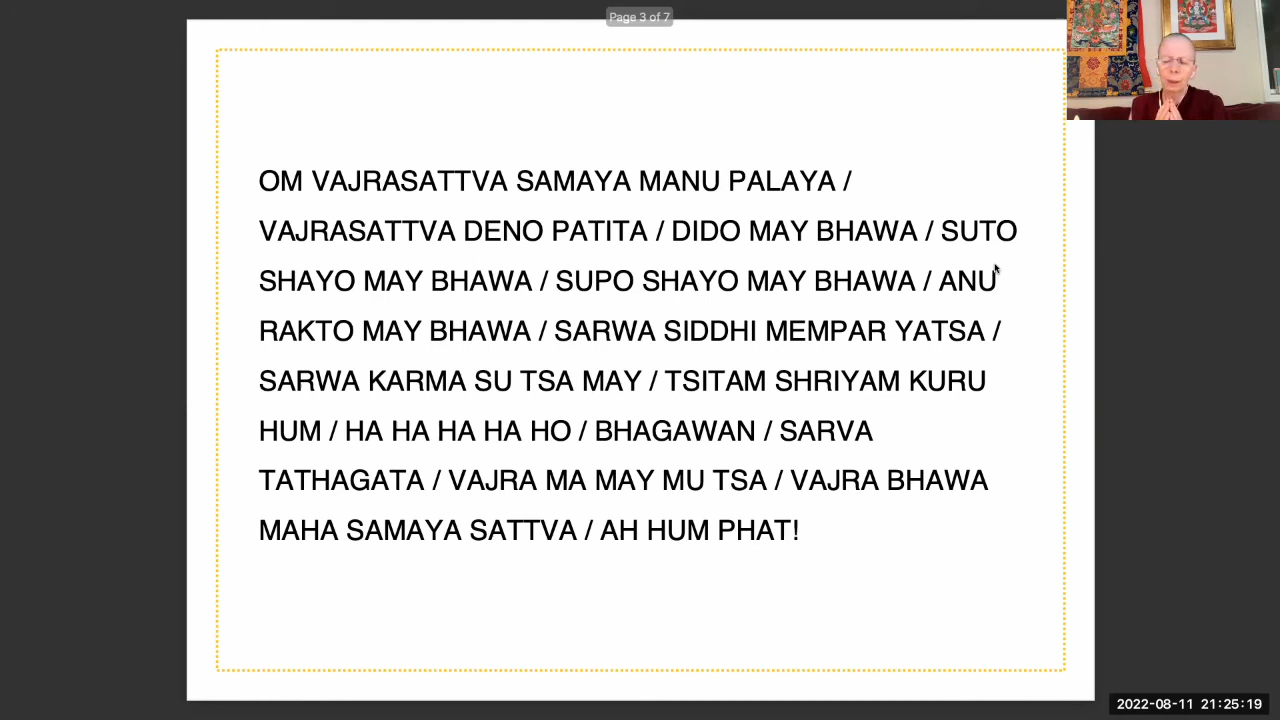 Page 3 of 7
OM VAJRASATTVA SAMAYA MANU PALAYA /
VAJRASATTVA DENO PATITA / DIDO MAY BHAWA / SUTO
SHAYO MAY BHAWA / SUPO SHAYO MAY BHAWA / ANU
RAKTO MAY BHAWA / SARWA SIDDHI MEMPAR YATSA /
SARWA KARMA SU TSA MAY / TSITAM SHRIYAM KURU
HUM / HA HA HA HA HO / BHAGAWAN / SARVA
TATHAGATA / VAJRA MA MAY MU TSA / VAJRA BHAWA
MAHA SAMAYA SATTVA / AH HUM PHAT!
2022-08-11 21:25:19